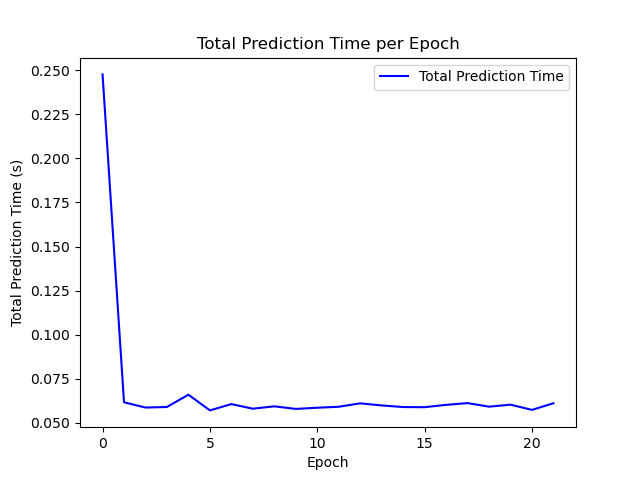 Total Prediction Time per Epoch
Total Prediction Time
Total Prediction Time (s)
0.250
0.225
0.200
0.175
0.150
0.125
0.100
0.075
0.050
0 5 10 15 20
Epoch